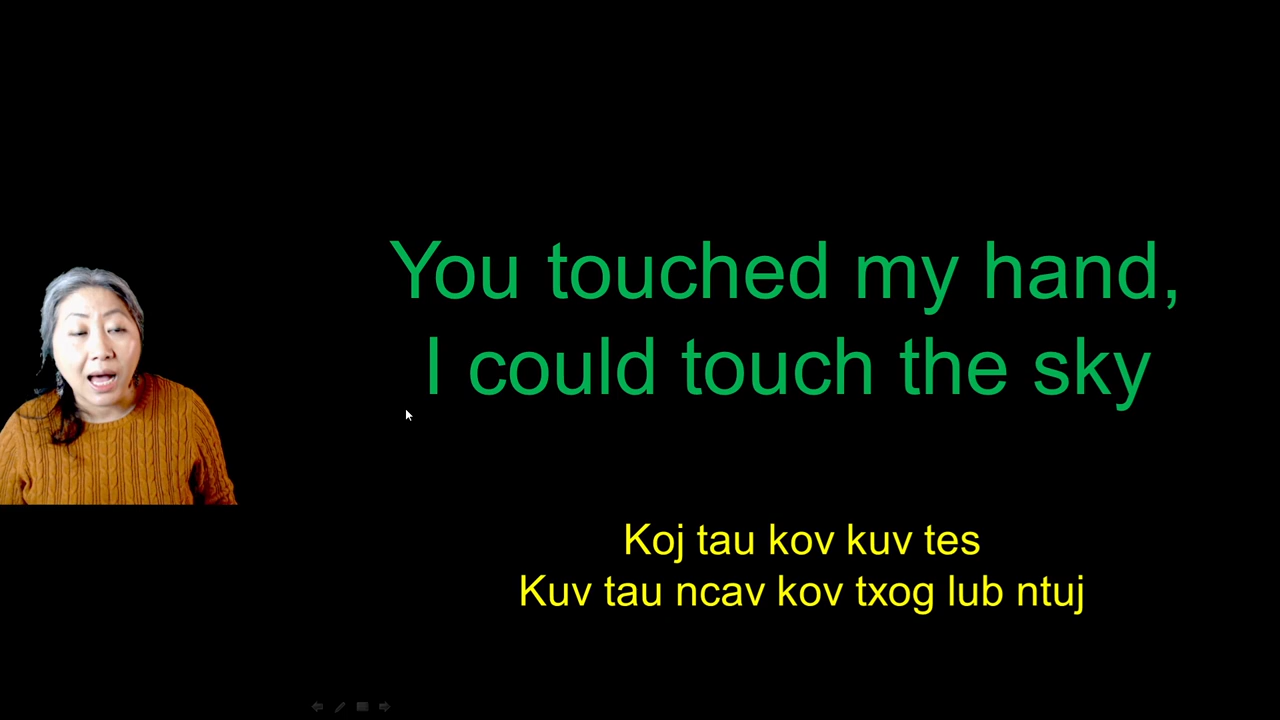 You touched my hand,
I could touch the sky
Koj tau kov kuv tes
Kuv tau ncav kov txog lub ntuj